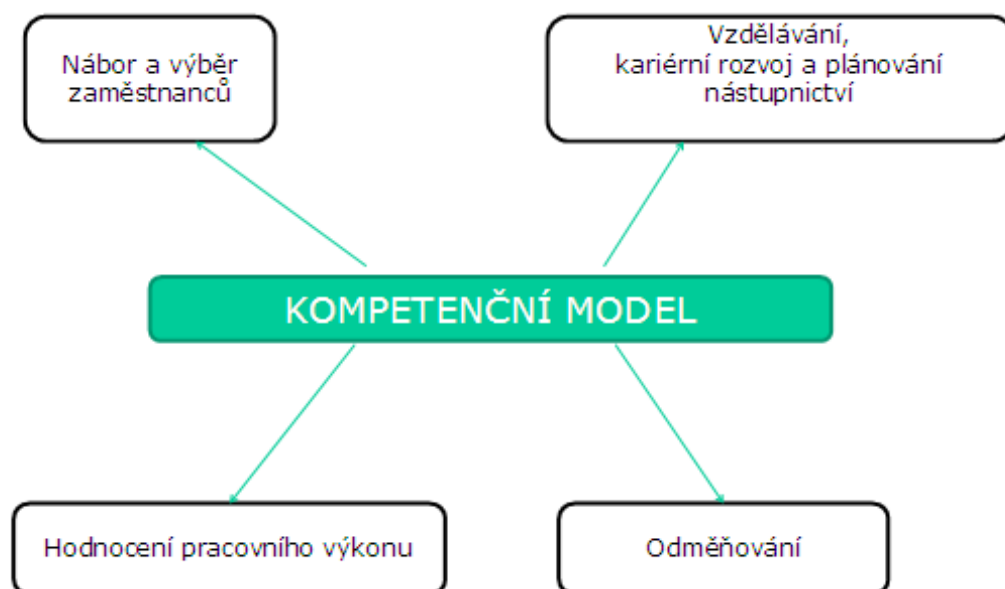 Nábor a výběr
zaměstnanců
Vzdělávání,
kariérní rozvoj a plánování
nástupnictví
KOMPETENČNÍ MODEL
Hodnocení pracovního výkonu
Odměňování